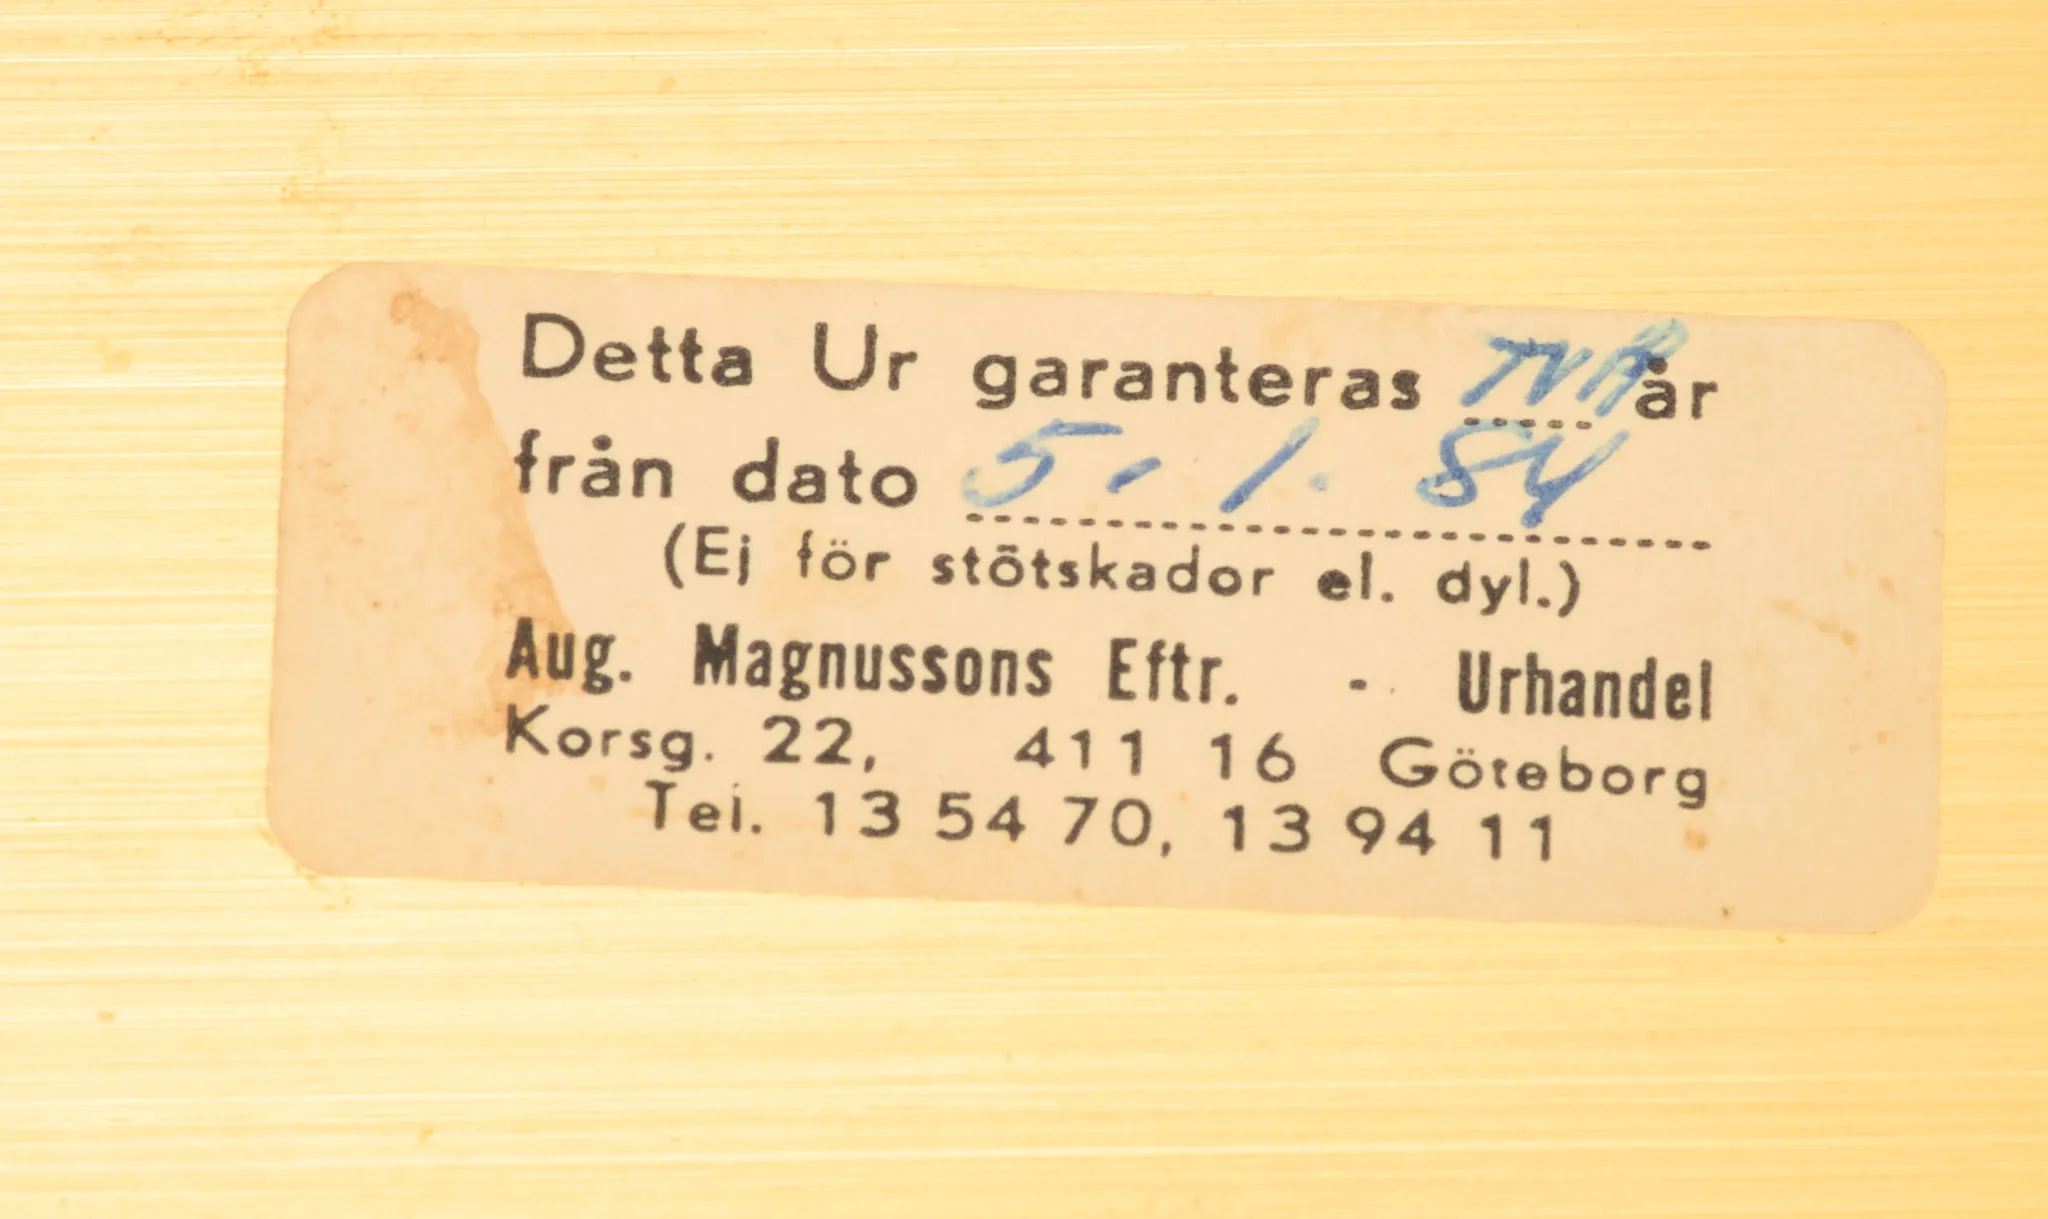 Detta Ur garanteras TVÅ år
från dato 5. 1. 84
(Ej för stötskador el. dyl.)
Aug. Magnussons Eftr. - Urhandel
Korsg. 22, 411 16 Göteborg
Tel. 13 54 70, 13 94 11